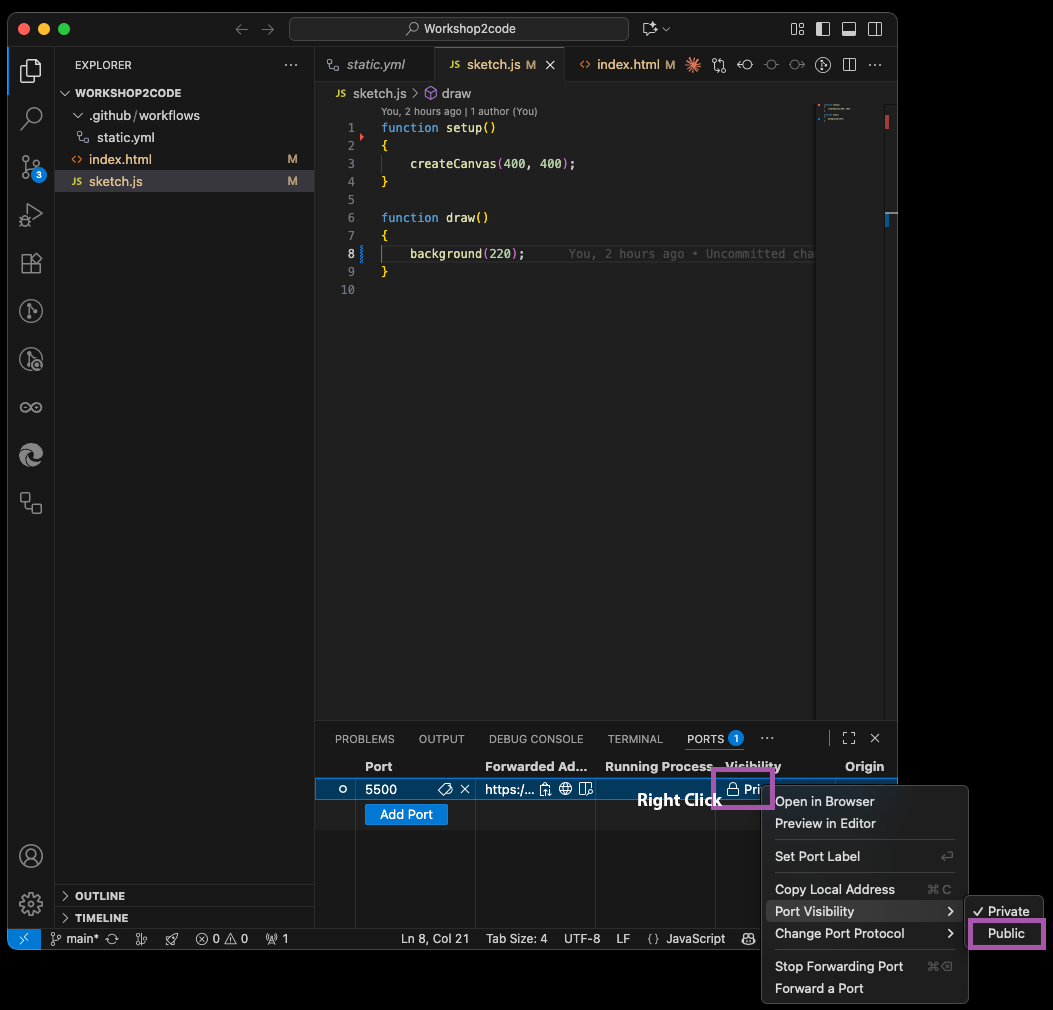 Workshop2code
EXPLORER
static.yml
JS sketch.js M
index.html M
WORKSHOP2CODE
.github/workflows
static.yml
index.html M
JS sketch.js M
3
JS sketch.js > draw
You, 2 hours ago | 1 author (You)
1 function setup()
2 {
3 createCanvas(400, 400);
4 }
5
6 function draw()
7 {
8 background(220); You, 2 hours ago • Uncommitted cha
9 }
10
PROBLEMS OUTPUT DEBUG CONSOLE TERMINAL PORTS 1
Port Forwarded Ad... Running Process Visibility Origin
5500 https:/... Pri
Right Click
Add Port
Open in Browser
Preview in Editor
Set Port Label
Copy Local Address ⌘ C
Port Visibility
Change Port Protocol
Stop Forwarding Port ⌘⌫
Forward a Port
✓ Private
Public
OUTLINE
TIMELINE
main* 0 0 1 Ln 8, Col 21 Tab Size: 4 UTF-8 LF {} JavaScript